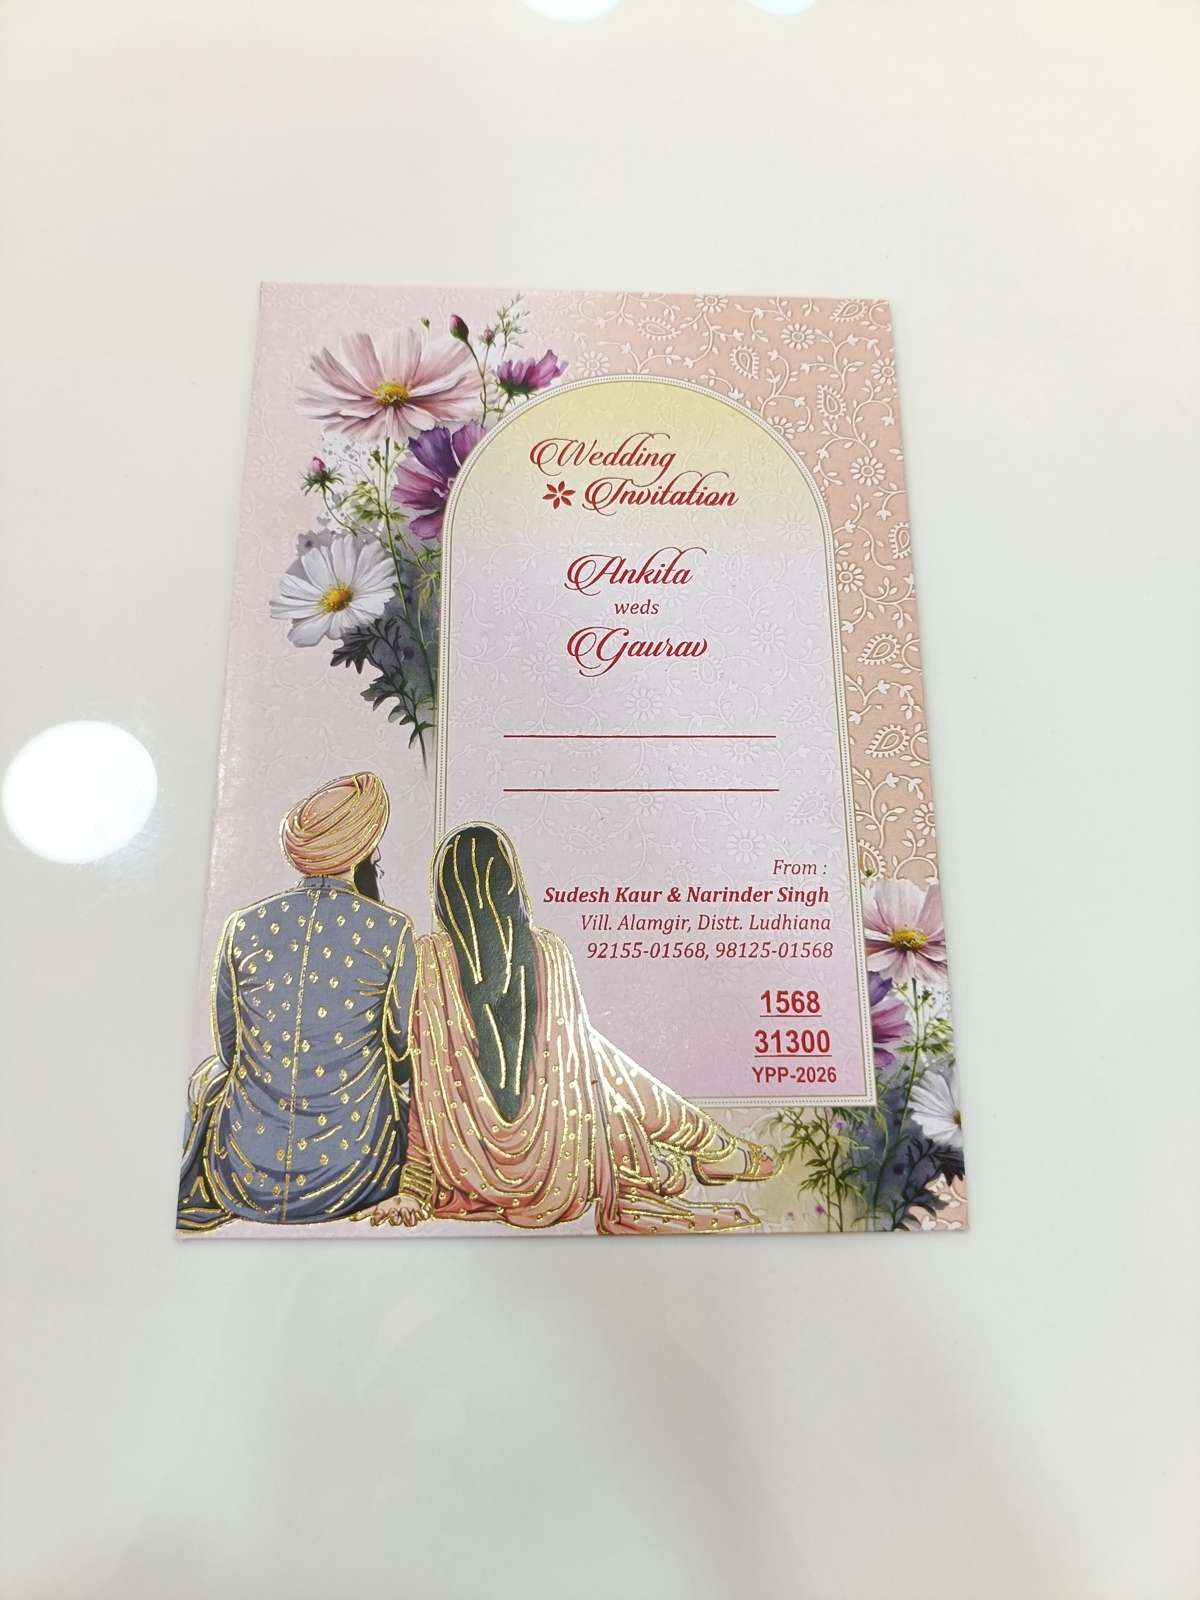 Wedding
Invitation
Ankita
weds
Gaurav
From :
Sudesh Kaur & Narinder Singh
Vill. Alamgir, Distt. Ludhiana
92155-01568, 98125-01568
1568
31300
YPP-2026